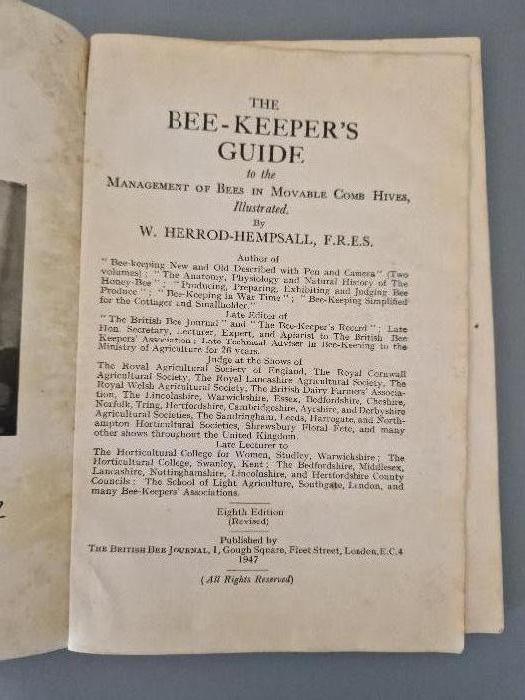 THE
BEE-KEEPER'S
GUIDE
to the
MANAGEMENT OF BEES IN MOVABLE COMB HIVES,
Illustrated.
By
W. HERROD-HEMPSALL, F.R.E.S.
Author of
"Bee-keeping New and Old Described with Pen and Camera" (Two
volumes) ; "The Anatomy, Physiology and Natural History of The
Honey-Bee" ; "Producing, Preparing, Exhibiting and Judging Bee
Produce" ; "Bee-Keeping in War Time" ; "Bee-Keeping Simplified
for the Cottager and Smallholder."
Late Editor of
"The British Bee Journal" and "The Bee-Keeper's Record" ; Late
Hon. Secretary, Lecturer, Expert, and Apiarist to The British Bee
Keepers' Association ; Late Technical Adviser in Bee-Keeping to the
Ministry of Agriculture for 26 years.
Judge at the Shows of
The Royal Agricultural Society of England, The Royal Cornwall
Agricultural Society, The Royal Lancashire Agricultural Society, The
Royal Welsh Agricultural Society, The British Dairy Farmers' Associa-
tion, The Lincolnshire, Warwickshire, Essex, Bedfordshire, Cheshire,
Norfolk, Tring, Hertfordshire, Cambridgeshire, Ayrshire, and Derbyshire
Agricultural Societies, The Sandringham, Leeds, Harrogate, and North-
ampton Horticultural Societies, Shrewsbury Floral Fete, and many
other shows throughout the United Kingdom.
Late Lecturer to
The Horticultural College for Women, Studley, Warwickshire ; The
Horticultural College, Swanley, Kent ; The Bedfordshire, Middlesex,
Lancashire, Nottinghamshire, Lincolnshire, and Hertfordshire County
Councils : The School of Light Agriculture, Southgate, London, and
many Bee-Keepers' Associations.
Eighth Edition
(Revised)
Published by
THE BRITISH BEE JOURNAL, 1, Gough Square, Fleet Street, London, E.C.4
1947
(All Rights Reserved)